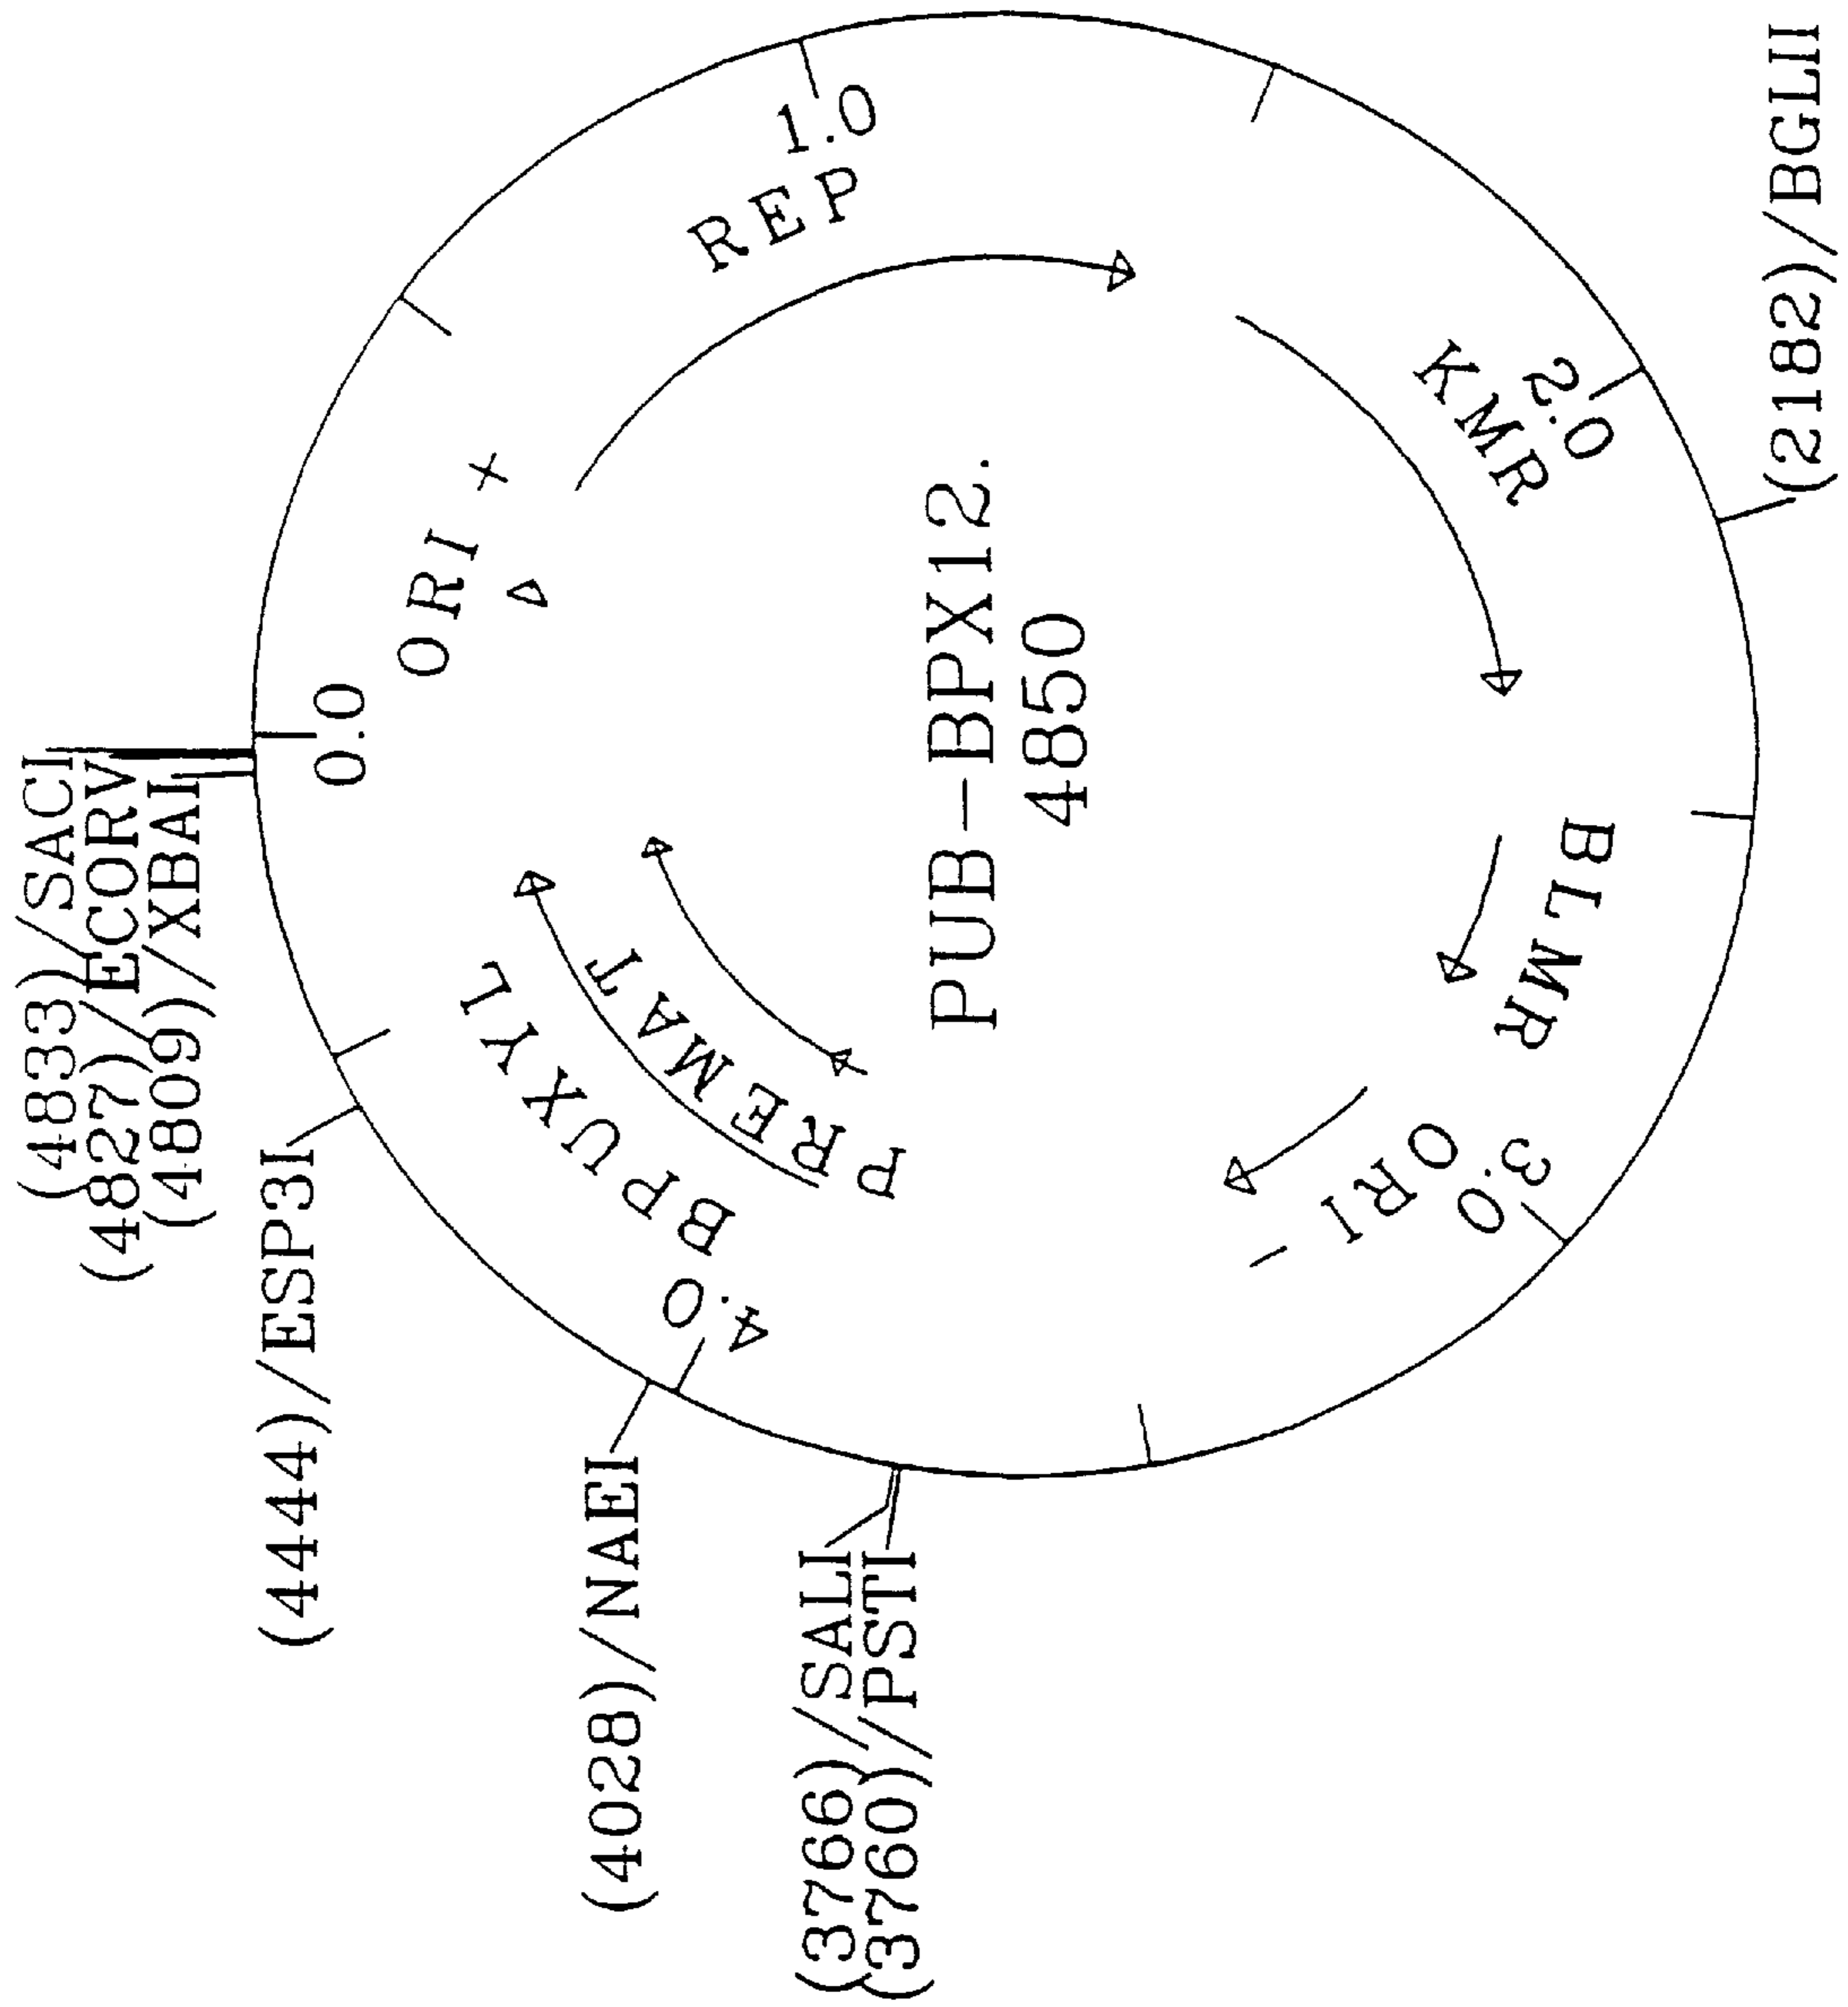 (4833)/SACI
(4827)/ECORV
(4809)/XBAI
(4444)/ESP3I
(4028)/NAEI
(3766)/SALI
(3760)/PSTI
(2182)/BGLII
0.0
1.0
2.0
3.0
4.0
ORI +
REP
KMR
BLMR
ORI -
BPUXYL
PREMAT
PUB-BPX12.
4850